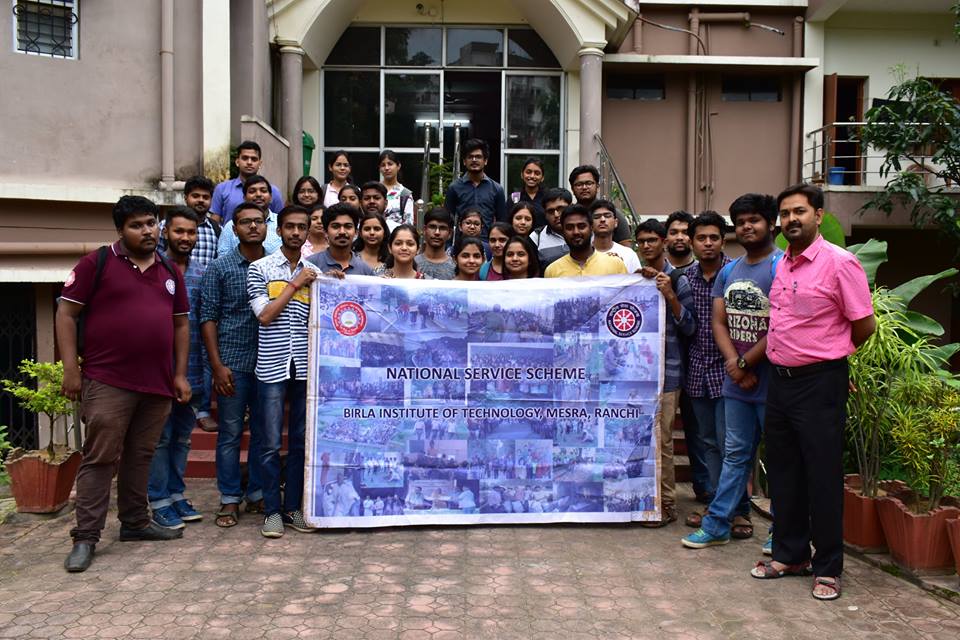 NATIONAL SERVICE SCHEME
BIRLA INSTITUTE OF TECHNOLOGY, MESRA, RANCHI
ARIZONA
RIDERS